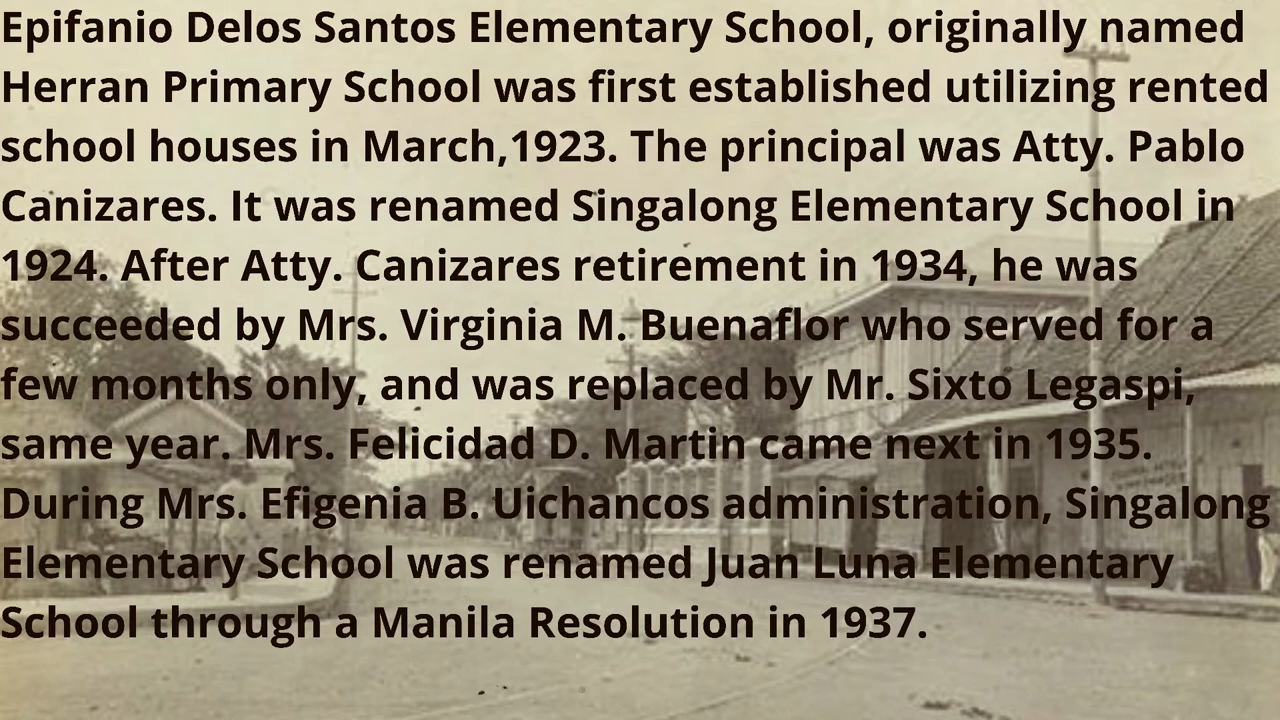 Epifanio Delos Santos Elementary School, originally named
Herran Primary School was first established utilizing rented
school houses in March,1923. The principal was Atty. Pablo
Canizares. It was renamed Singalong Elementary School in
1924. After Atty. Canizares retirement in 1934, he was
succeeded by Mrs. Virginia M. Buenaflor who served for a
few months only, and was replaced by Mr. Sixto Legaspi,
same year. Mrs. Felicidad D. Martin came next in 1935.
During Mrs. Efigenia B. Uichancos administration, Singalong
Elementary School was renamed Juan Luna Elementary
School through a Manila Resolution in 1937.